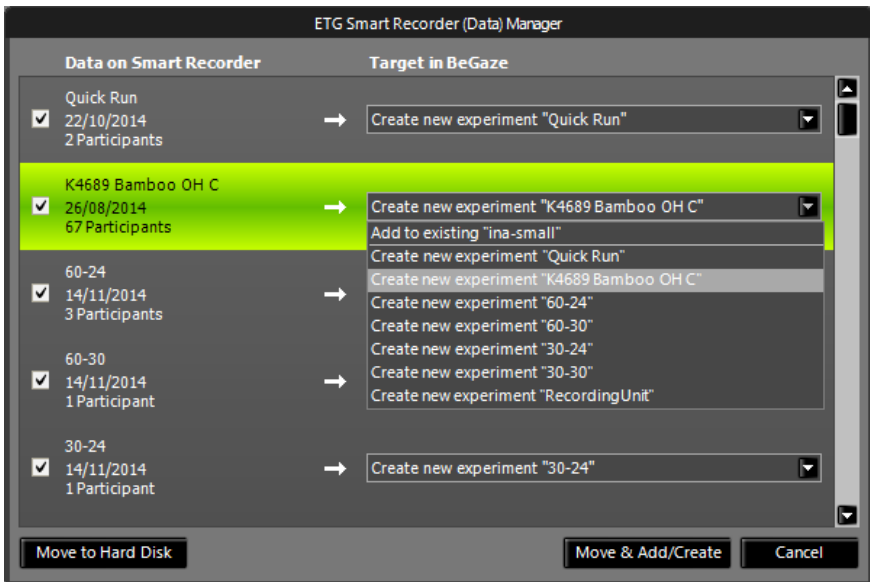 ETG Smart Recorder (Data) Manager
Data on Smart Recorder
Target in BeGaze
Quick Run
22/10/2014
2 Participants
Create new experiment "Quick Run"
K4689 Bamboo OH C
26/08/2014
67 Participants
Create new experiment "K4689 Bamboo OH C"
Add to existing "ina-small"
Create new experiment "Quick Run"
Create new experiment "K4689 Bamboo OH C"
Create new experiment "60-24"
Create new experiment "60-30"
Create new experiment "30-24"
Create new experiment "30-30"
Create new experiment "RecordingUnit"
60-24
14/11/2014
3 Participants
60-30
14/11/2014
1 Participant
30-24
14/11/2014
1 Participant
Create new experiment "30-24"
Move to Hard Disk
Move & Add/Create
Cancel